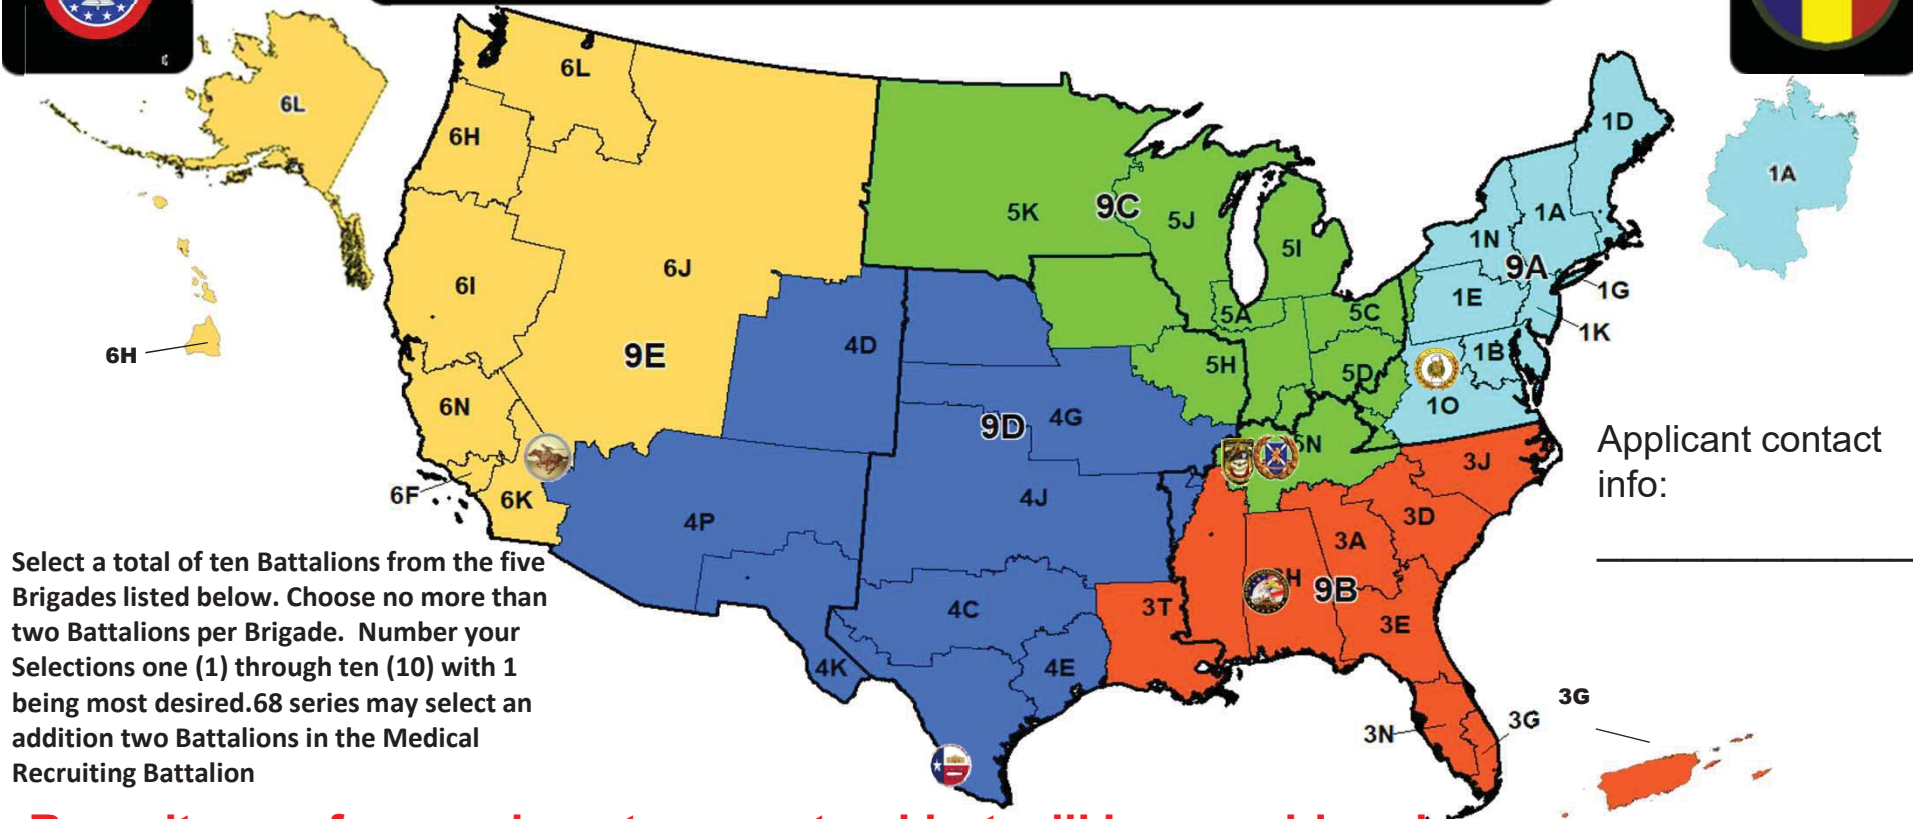 6L
6L
1D
6H
1A
5K
9C
5J
1A
1N
5I
9A
6J
6I
1E
1G
5A
5C
1K
6H
4D
9E
5H
1B
5D
6N
1O
9D
4G
5N
3J
6F
6K
4J
4P
3D
3A
9B
4C
3T
3E
4K
4E
3G
3G
3N
Applicant contact
info:
Select a total of ten Battalions from the five
Brigades listed below. Choose no more than
two Battalions per Brigade. Number your
Selections one (1) through ten (10) with 1
being most desired.68 series may select an
addition two Battalions in the Medical
Recruiting Battalion